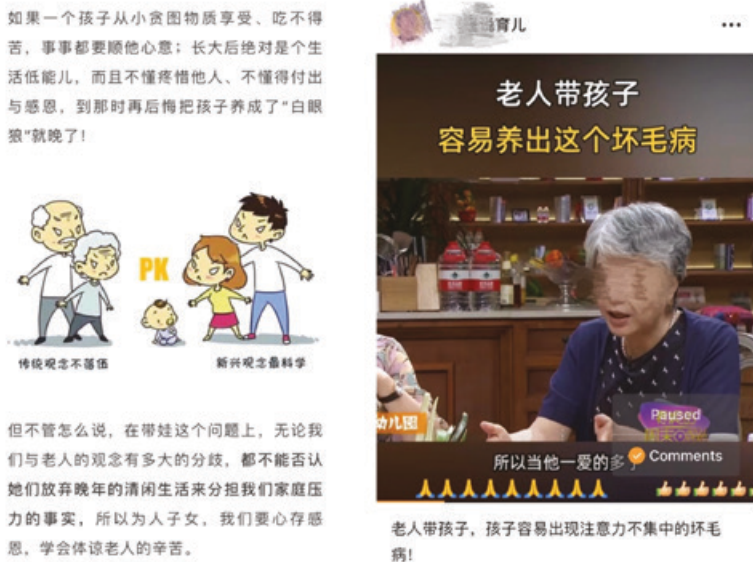 如果一个孩子从小贪图物质享受、吃不得
苦，事事都要顺他心意；长大后绝对是个生
活低能儿，而且不懂疼惜他人、不懂得付出
与感恩，到那时再后悔把孩子养成了“白眼
狼”就晚了！
PK
传统观念不落伍
新兴观念最科学
但不管怎么说，在带娃这个问题上，无论我
们与老人的观念有多大的分歧，都不能否认
她们放弃晚年的清闲生活来分担我们家庭压
力的事实，所以为人子女，我们要心存感
恩，学会体谅老人的辛苦。
育儿
老人带孩子
容易养出这个坏毛病
幼儿园
Paused
所以当他一爱的多
Comments
老人带孩子，孩子容易出现注意力不集中的坏毛
病！